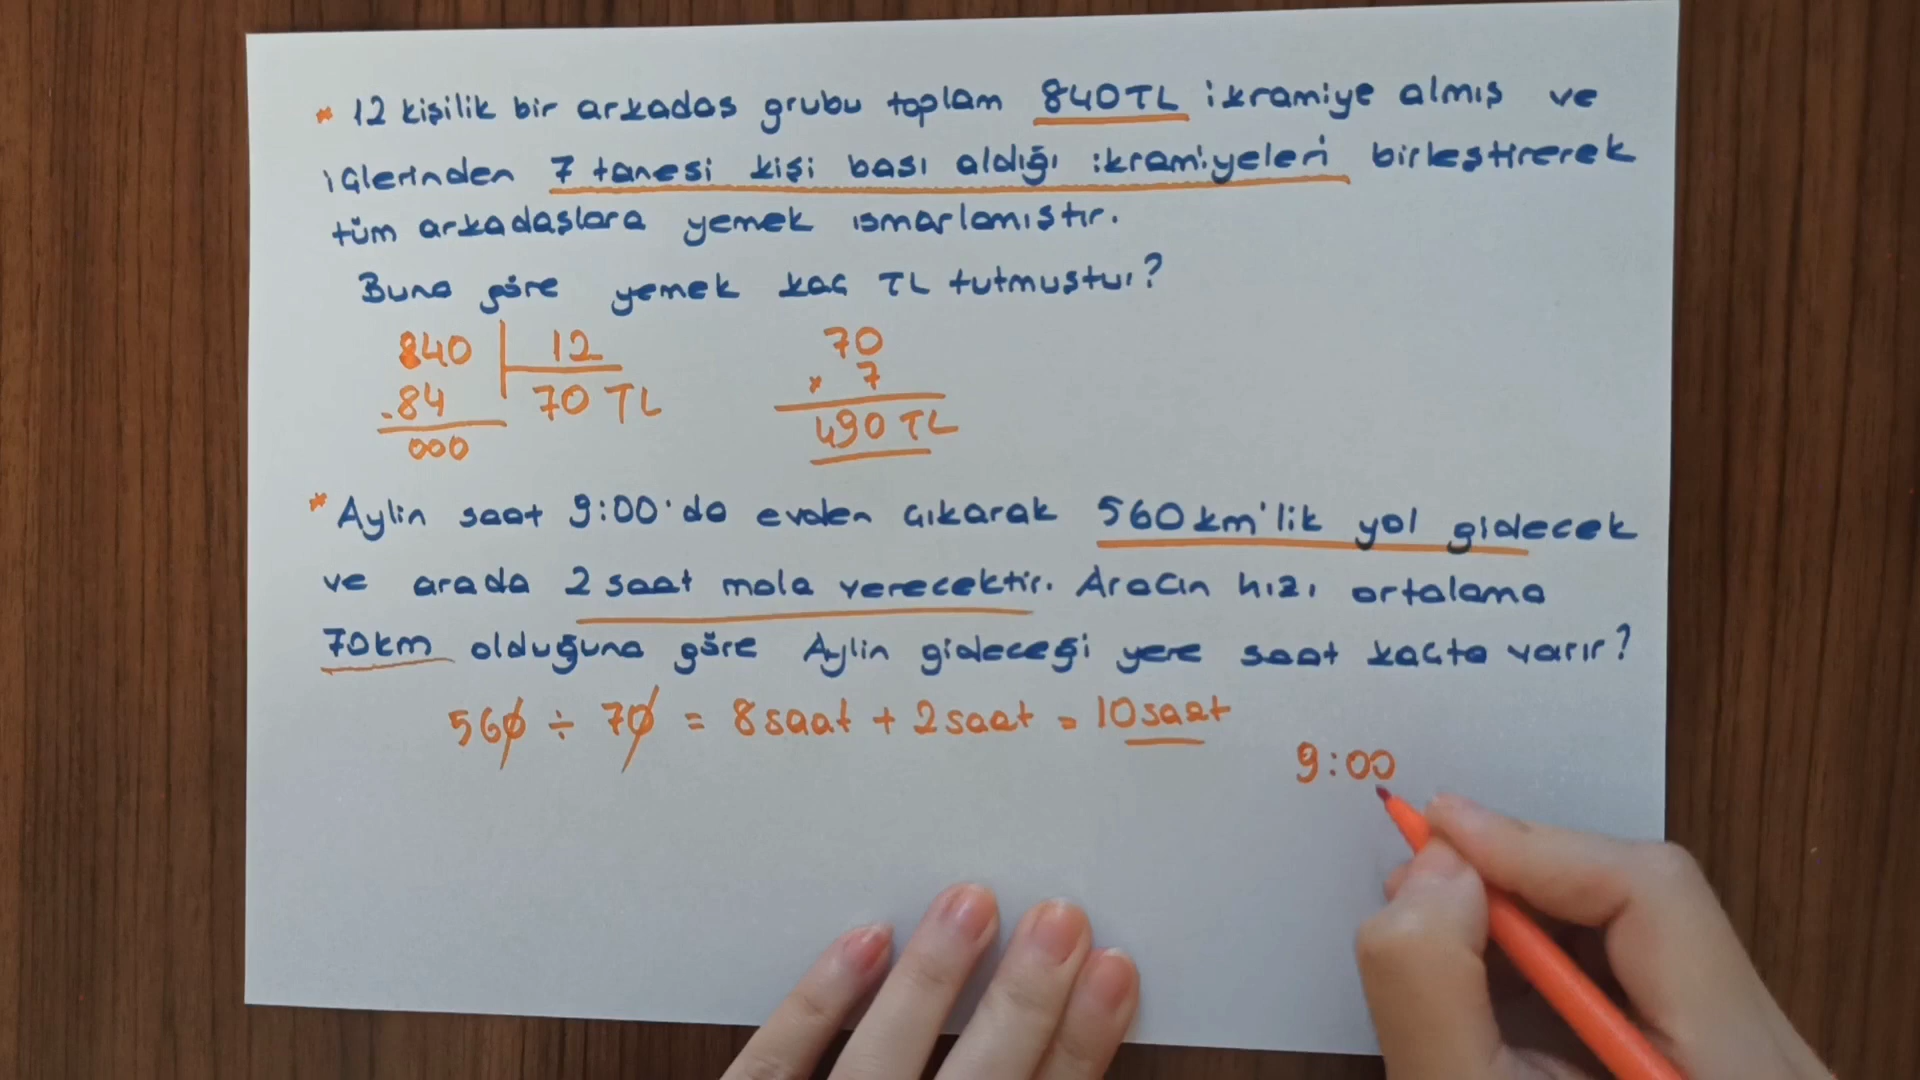 * 12 kişilik bir arkadaş grubu toplam 840TL ikramiye almış ve
içlerinden 7 tanesi kişi başı aldığı ikramiyeleri birleştirerek
tüm arkadaşlara yemek ısmarlamıştır.
Buna göre yemek kaç TL tutmuştur?
840 | 12
- 84 70 TL
000
70
x 7
490 TL
* Aylin saat 9:00'da evden çıkarak 560km'lik yol gidecek
ve arada 2 saat mola verecektir. Aracın hızı ortalama
70km olduğuna göre Aylin gideceği yere saat kaçta varır?
560 ÷ 70 = 8saat + 2saat = 10saat
9:00